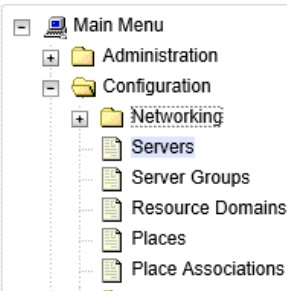 Main Menu
Administration
Configuration
Networking
Servers
Server Groups
Resource Domains
Places
Place Associations